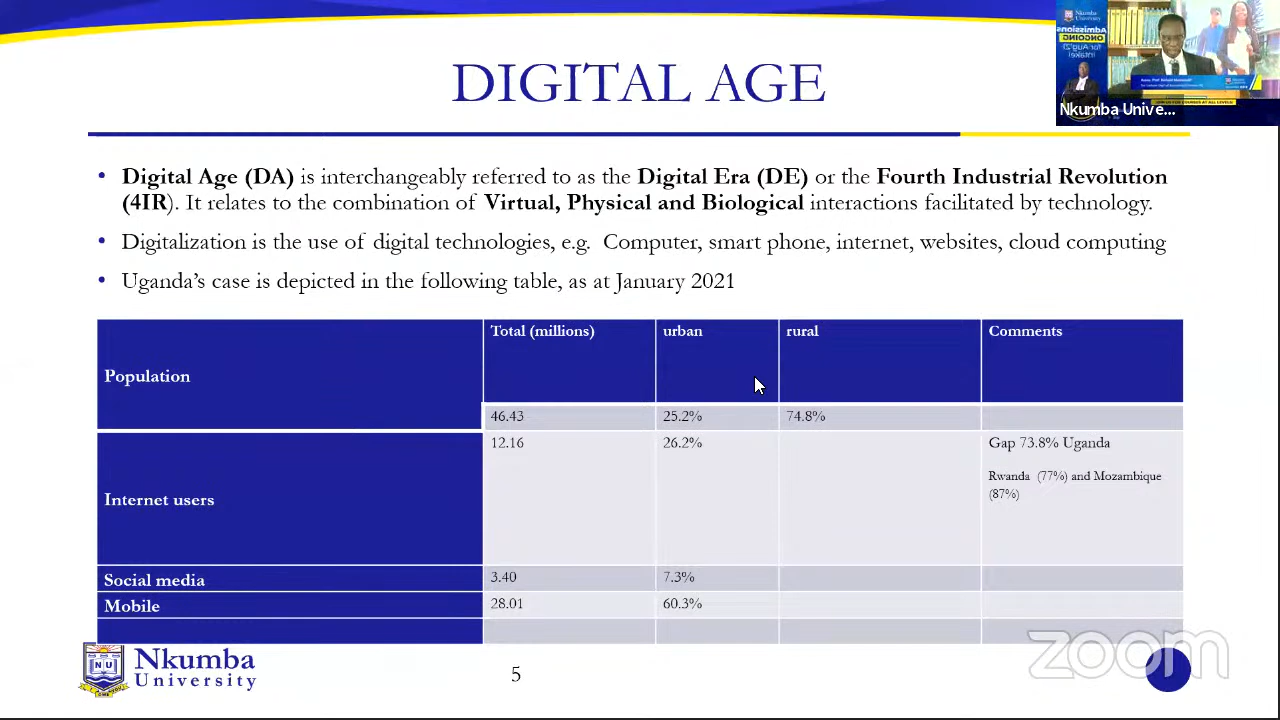 DIGITAL AGE
Nkumba
University
Admissions
ONGOING
Nkumba Unive...
• Digital Age (DA) is interchangeably referred to as the Digital Era (DE) or the Fourth Industrial Revolution
(4IR). It relates to the combination of Virtual, Physical and Biological interactions facilitated by technology.
• Digitalization is the use of digital technologies, e.g. Computer, smart phone, internet, websites, cloud computing
• Uganda's case is depicted in the following table, as at January 2021
Population Total (millions) urban rural Comments
46.43 25.2% 74.8%
Internet users 12.16 26.2% Gap 73.8% Uganda
Rwanda (77%) and Mozambique
(87%)
Social media 3.40 7.3%
Mobile 28.01 60.3%
Nkumba
University
5
zoom